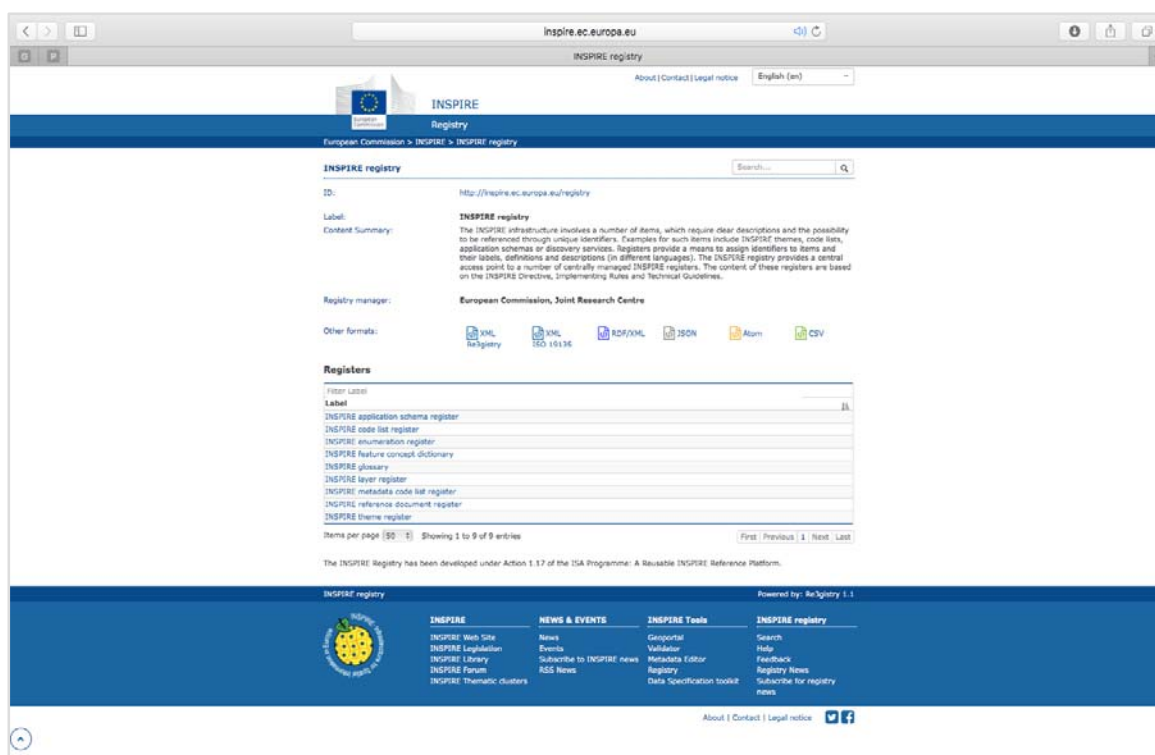 inspire.ec.europa.eu
INSPIRE registry
About | Contact | Legal notice
English (en)
European
Commission
INSPIRE
Registry
European Commission > INSPIRE > INSPIRE registry
INSPIRE registry
Search...
ID:
http://inspire.ec.europa.eu/registry
Label:
INSPIRE registry
Content Summary:
The INSPIRE infrastructure involves a number of items, which require clear descriptions and the possibility
to be referenced through unique identifiers. Examples for such items include INSPIRE themes, code lists,
application schemas or discovery services. Registers provide a means to assign identifiers to items and
their labels, definitions and descriptions (in different languages). The INSPIRE registry provides a central
access point to a number of centrally managed INSPIRE registers. The content of these registers are based
on the INSPIRE Directive, Implementing Rules and Technical Guidelines.
Registry manager:
European Commission, Joint Research Centre
Other formats:
XML Re3gistry
XML ISO 19135
RDF/XML
JSON
Atom
CSV
Registers
Filter Label
Label
INSPIRE application schema register
INSPIRE code list register
INSPIRE enumeration register
INSPIRE feature concept dictionary
INSPIRE glossary
INSPIRE layer register
INSPIRE metadata code list register
INSPIRE reference document register
INSPIRE theme register
Items per page 50 Showing 1 to 9 of 9 entries
First Previous 1 Next Last
The INSPIRE Registry has been developed under Action 1.17 of the ISA Programme: A Reusable INSPIRE Reference Platform.
INSPIRE registry
Powered by: Re3gistry 1.1
INSPIRE
INSPIRE Web Site
INSPIRE Legislation
INSPIRE Library
INSPIRE Forum
INSPIRE Thematic clusters
NEWS & EVENTS
News
Events
Subscribe to INSPIRE news
RSS News
INSPIRE Tools
Geoportal
Validator
Metadata Editor
Registry
Data Specification toolkit
INSPIRE registry
Search
Help
Feedback
Registry News
Subscribe for registry
news
About | Contact | Legal notice